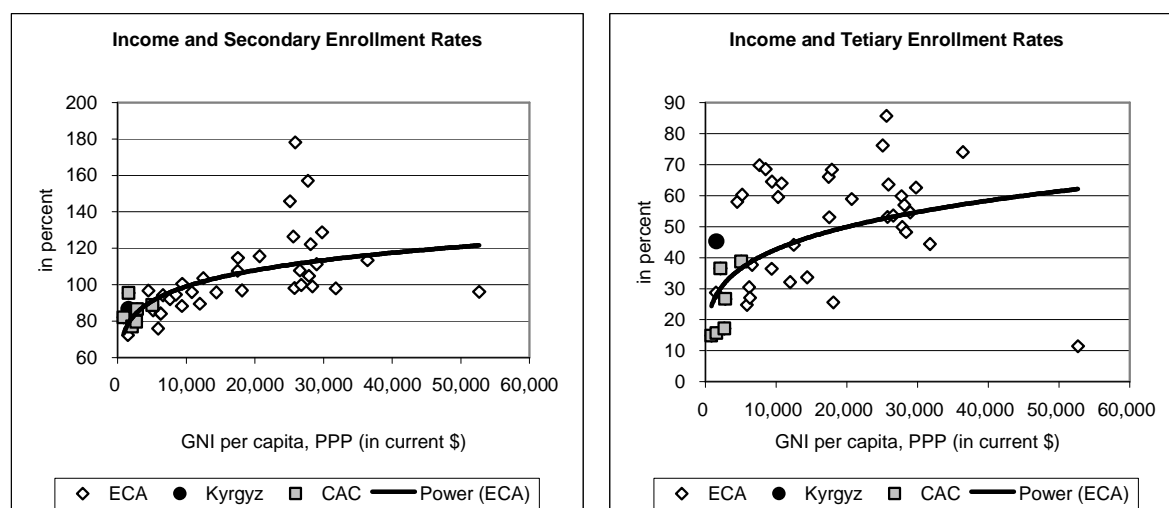 Income and Secondary Enrollment Rates
200
180
160
140
120
100
80
60
in percent
0 10,000 20,000 30,000 40,000 50,000 60,000
GNI per capita, PPP (in current $)
ECA Kyrgyz CAC Power (ECA)
Income and Tetiary Enrollment Rates
90
80
70
60
50
40
30
20
10
0
in percent
0 10,000 20,000 30,000 40,000 50,000 60,000
GNI per capita, PPP (in current $)
ECA Kyrgyz CAC Power (ECA)